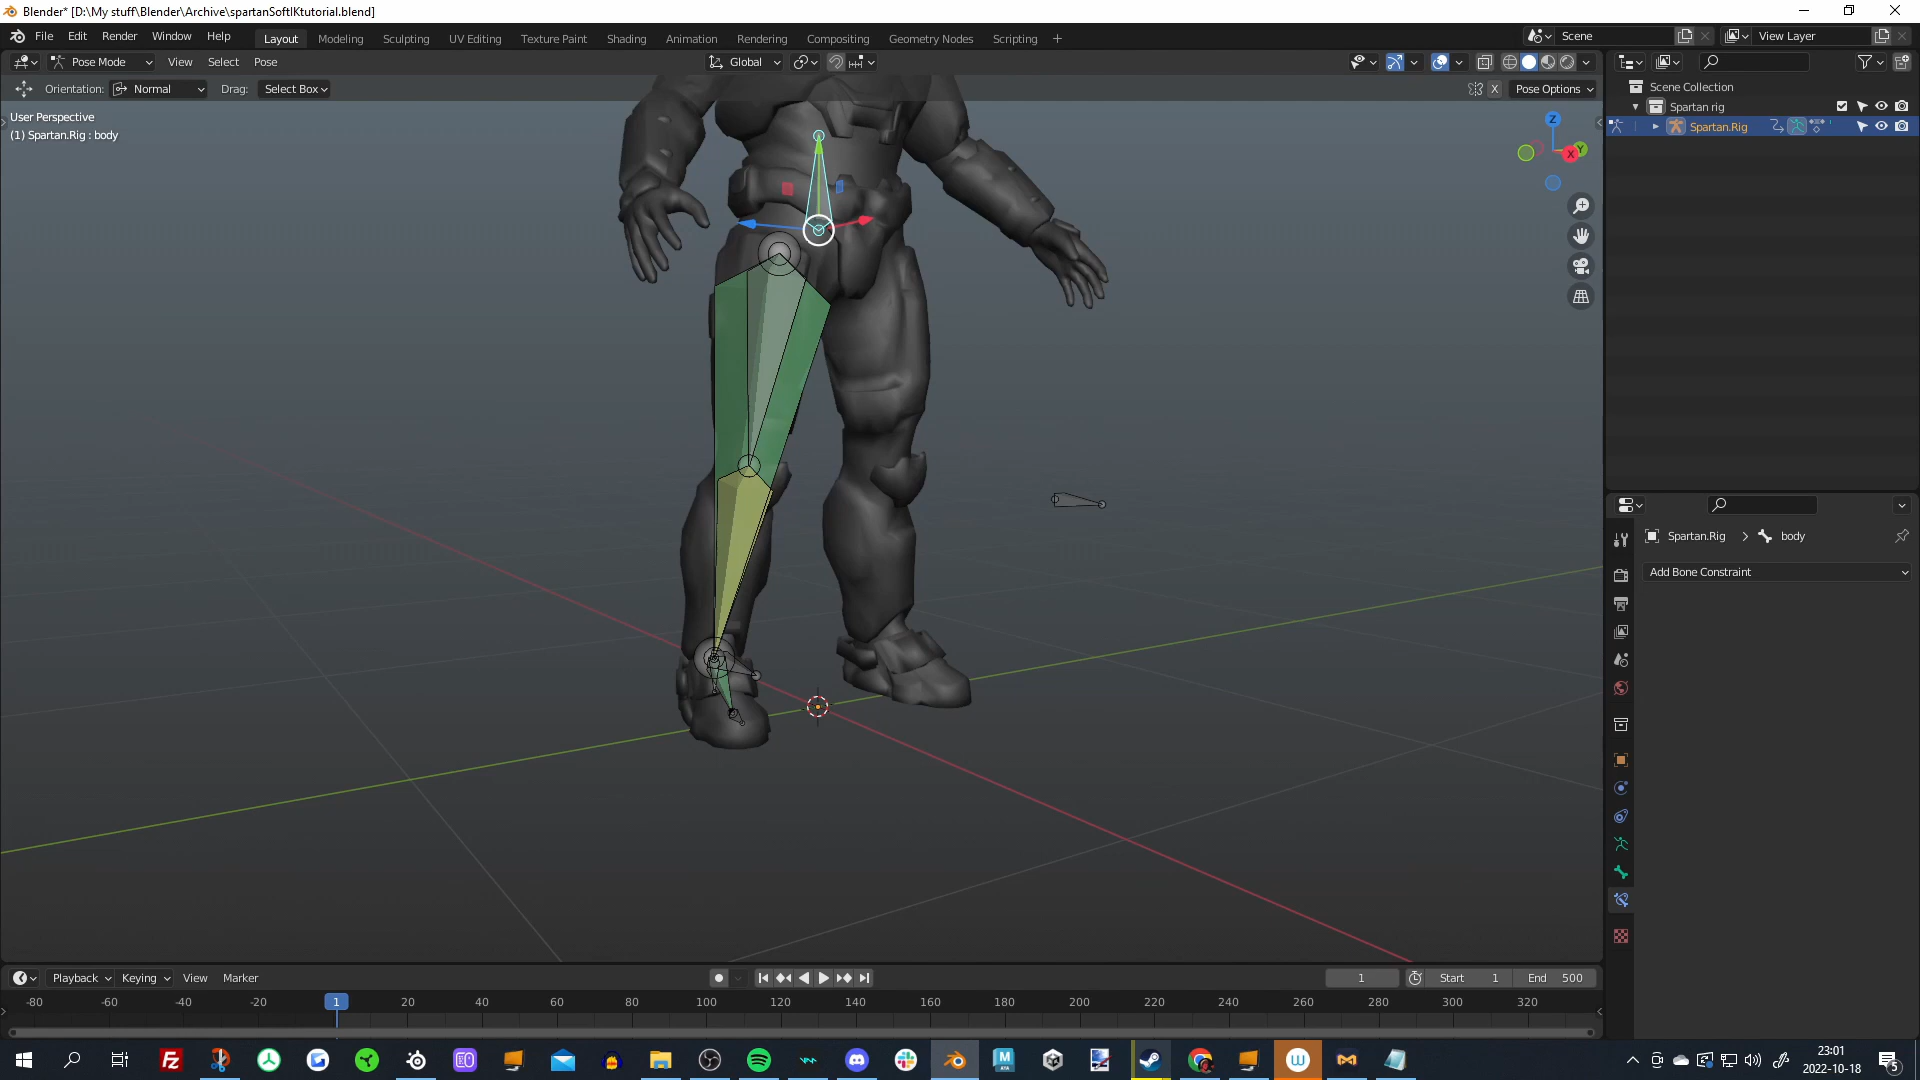 Blender* [D:\My stuff\Blender\Archive\spartanSoftIKtutorial.blend]
File Edit Render Window Help Layout Modeling Sculpting UV Editing Texture Paint Shading Animation Rendering Compositing Geometry Nodes Scripting + Scene View Layer
Pose Mode View Select Pose Global
Orientation: Normal Drag: Select Box X Pose Options
User Perspective
(1) Spartan.Rig : body
Z
Y
X
Scene Collection
Spartan rig
Spartan.Rig
Spartan.Rig > body
Add Bone Constraint
Playback Keying View Marker 1 Start 1 End 500
-80 -60 -40 -20 1 20 40 60 80 100 120 140 160 180 200 220 240 260 280 300 320
23:01
2022-10-18
5